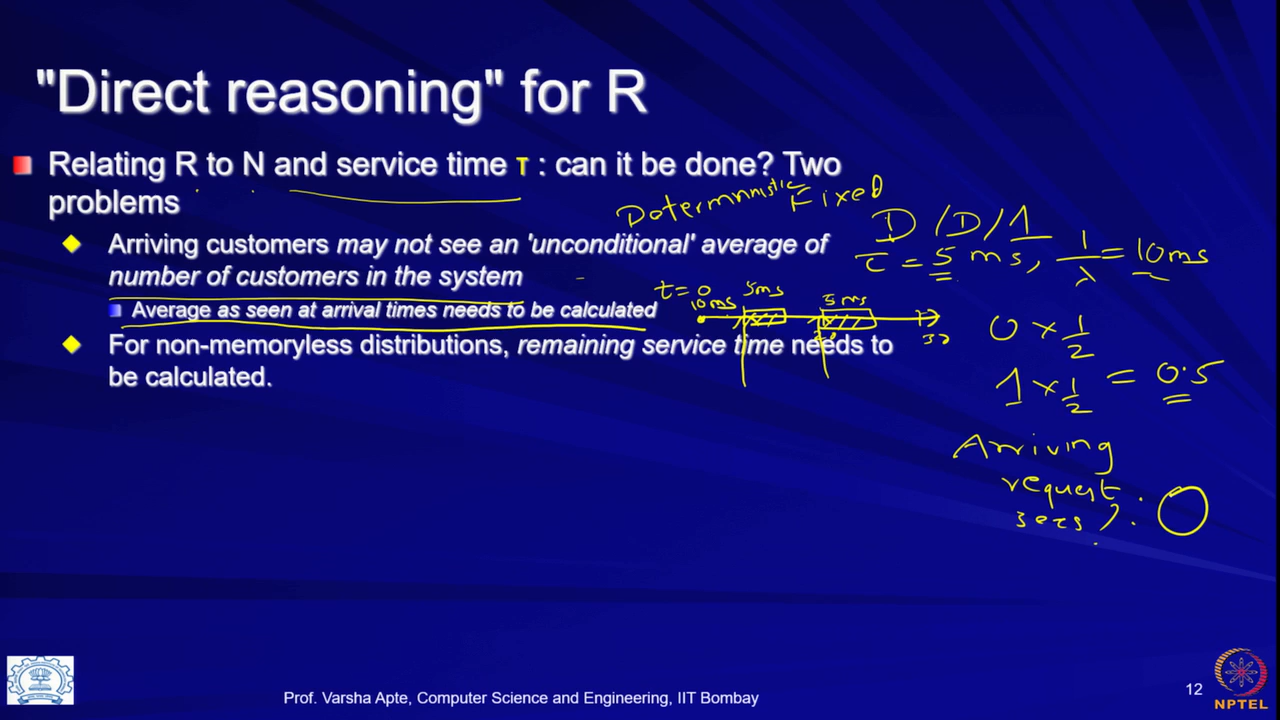 "Direct reasoning" for R
Relating R to N and service time τ : can it be done? Two
problems
Arriving customers may not see an 'unconditional' average of
number of customers in the system
Average as seen at arrival times needs to be calculated
For non-memoryless distributions, remaining service time needs to
be calculated.
Fixed
D/D/1
τ = 5 ms, 1/λ = 10ms
t=0
10ms
5ms
5ms
30
0 × 1/2
1 × 1/2 = 0.5
Arriving
request
sees
0
Prof. Varsha Apte, Computer Science and Engineering, IIT Bombay
12
NPTEL